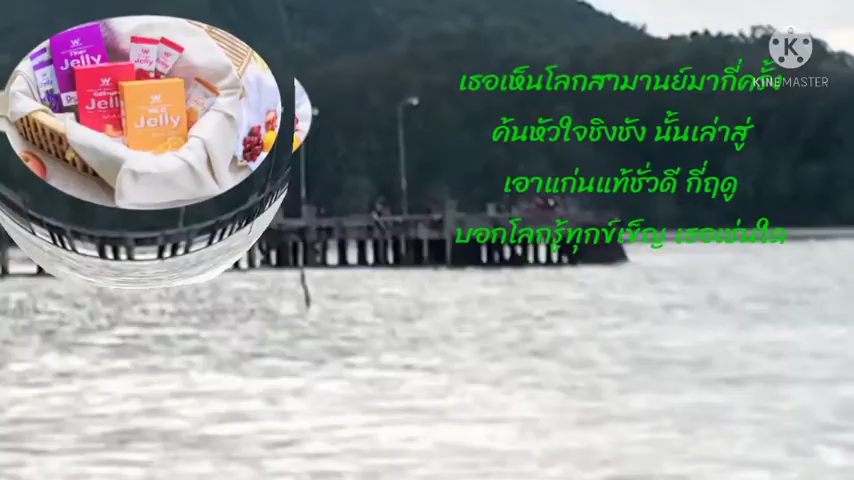 W
Jelly
W
Jelly
W
Jelly
W
Jelly
เธอเห็นโลกสามานย์มากี่ครั้ง
KINEMASTER
ค้นหัวใจชิงชัง นั้นเล่าสู่
เอาแก่นแท้ชั่วดี กี่ฤดู
บอกโลกรู้ทุกข์เข็ญ เธอเช่นใด